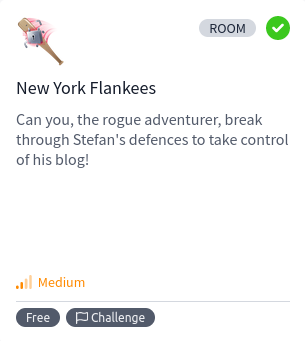 ROOM
New York Flankees
Can you, the rogue adventurer, break
through Stefan's defences to take control
of his blog!
Medium
Free
Challenge